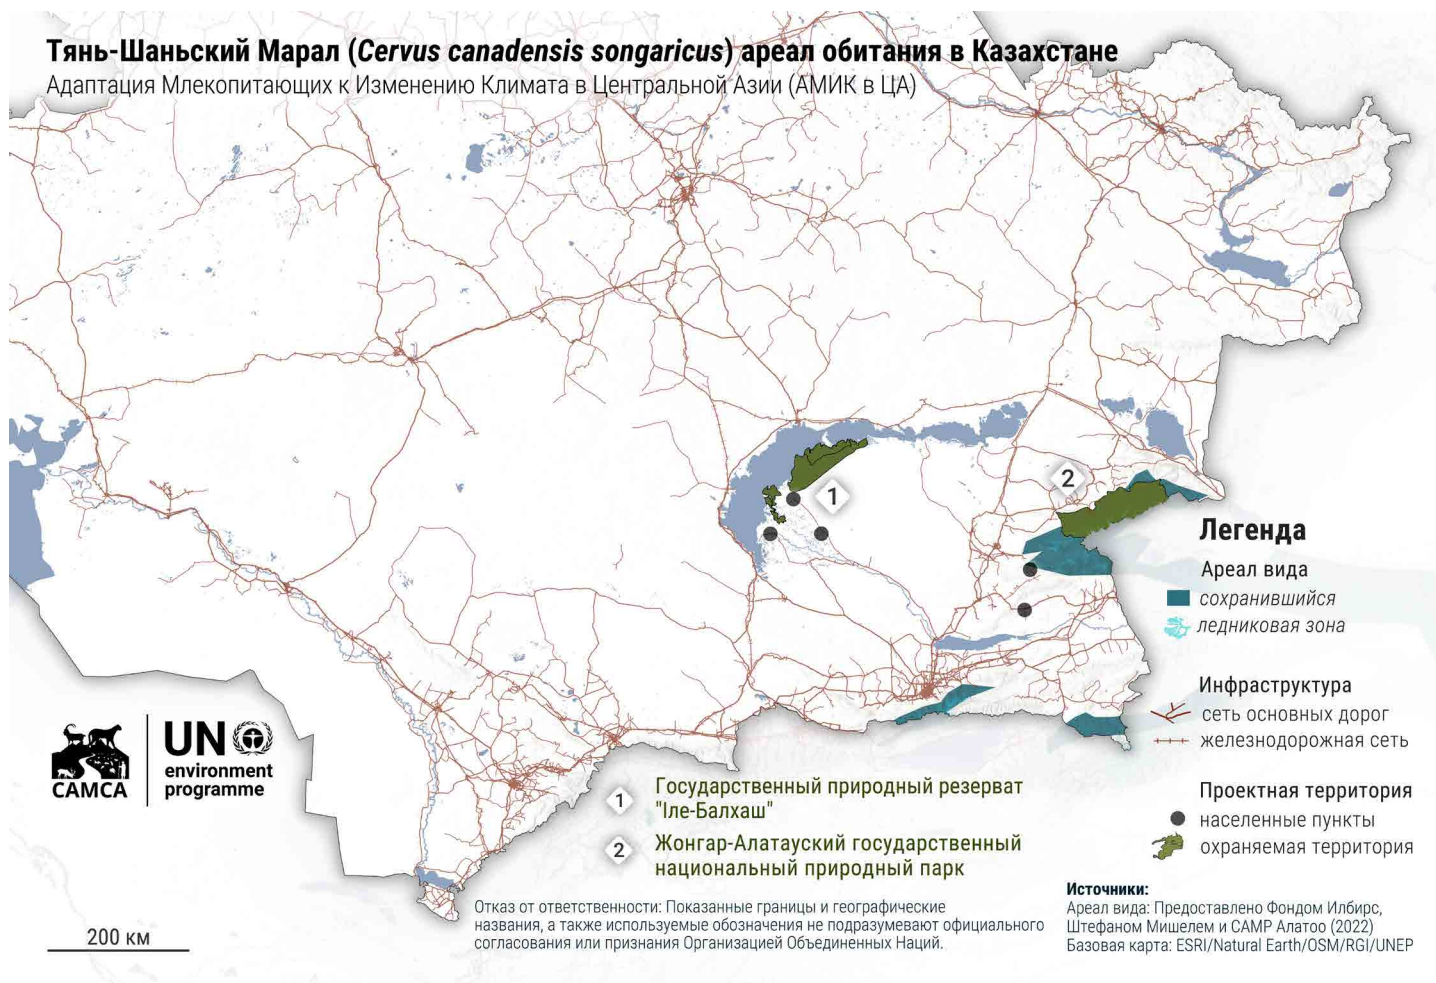 Тянь-Шаньский Марал (Cervus canadensis songaricus) ареал обитания в Казахстане
Адаптация Млекопитающих к Изменению Климата в Центральной Азии (АМИК в ЦА)
2
1
Легенда
Ареал вида
сохранившийся
ледниковая зона
Инфраструктура
сеть основных дорог
железнодорожная сеть
Проектная территория
населенные пункты
охраняемая территория
CAMCA
UN
environment
programme
1
Государственный природный резерват
"Іле-Балхаш"
2
Жонгар-Алатауский государственный
национальный природный парк
Отказ от ответственности: Показанные границы и географические
названия, а также используемые обозначения не подразумевают официального
согласования или признания Организацией Объединенных Наций.
Источники:
Ареал вида: Предоставлено Фондом Илбирс,
Штефаном Мишелем и CAMP Алатоо (2022)
Базовая карта: ESRI/Natural Earth/OSM/RGI/UNEP
200 км